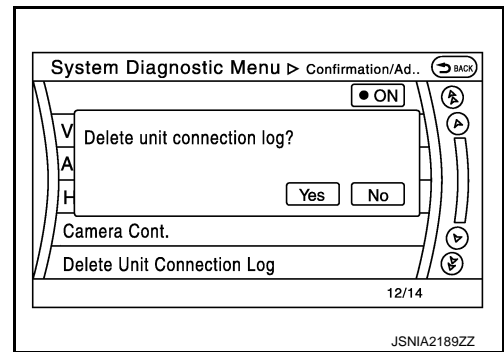 System Diagnostic Menu ▷ Confirmation/Ad.. BACK
● ON
V
Delete unit connection log?
A
H
Yes No
Camera Cont.
Delete Unit Connection Log
12/14
JSNIA2189ZZ